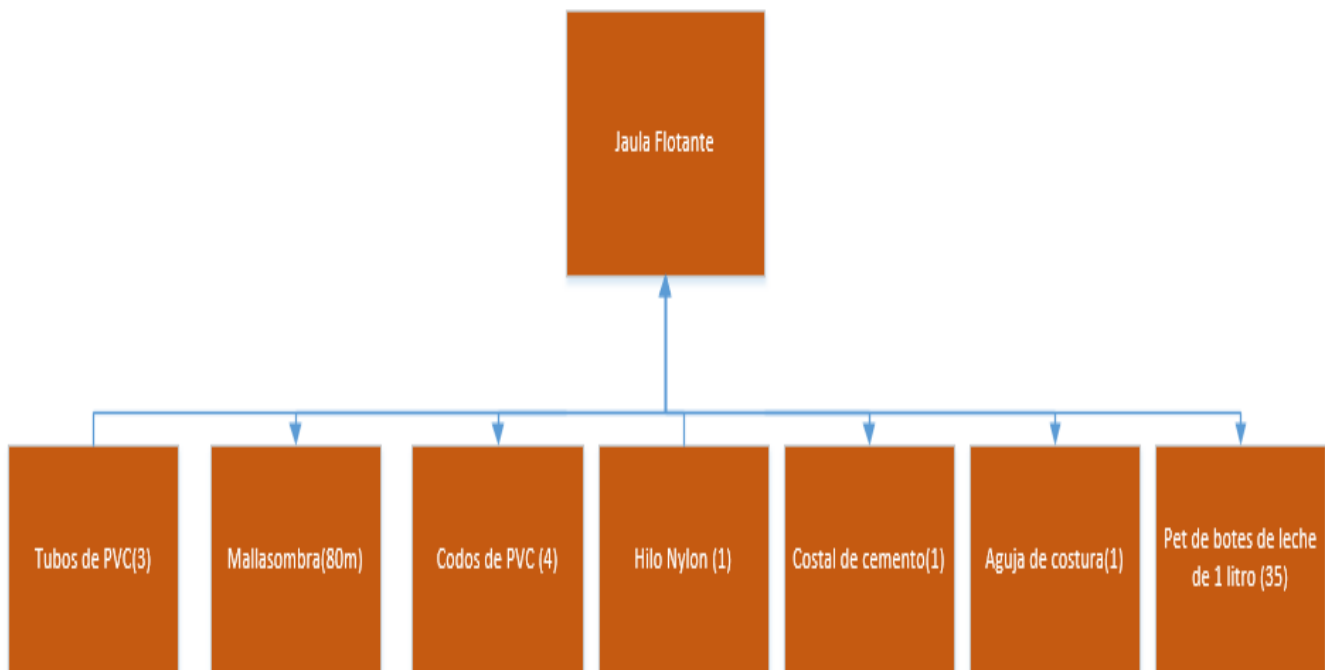 Jaula Flotante
Tubos de PVC(3)
Mallasombra(80m)
Codos de PVC (4)
Hilo Nylon (1)
Costal de cemento(1)
Aguja de costura(1)
Pet de botes de leche
de 1 litro (35)